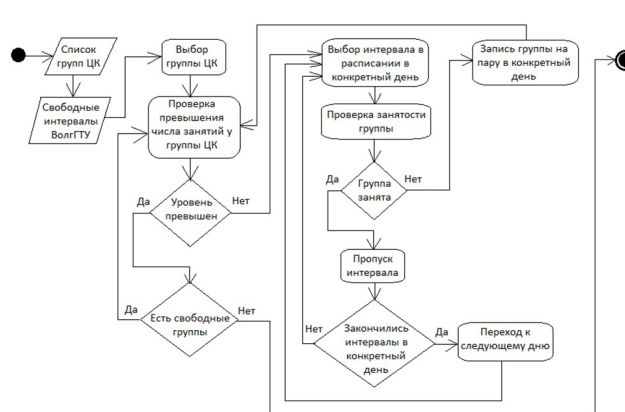 Список
групп ЦК
Свободные
интервалы
ВолгГТУ
Выбор
группы ЦК
Проверка
превышения
числа занятий у
группы ЦК
Да
Уровень
превышен
Нет
Да
Есть свободные
группы
Нет
Выбор интервала в
расписании в
конкретный день
Проверка занятости
группы
Да
Группа
занята
Нет
Пропуск
интервала
Нет
Закончились
интервалы в
конкретный
день
Да
Переход к
следующему дню
Запись группы на
пару в конкретный
день